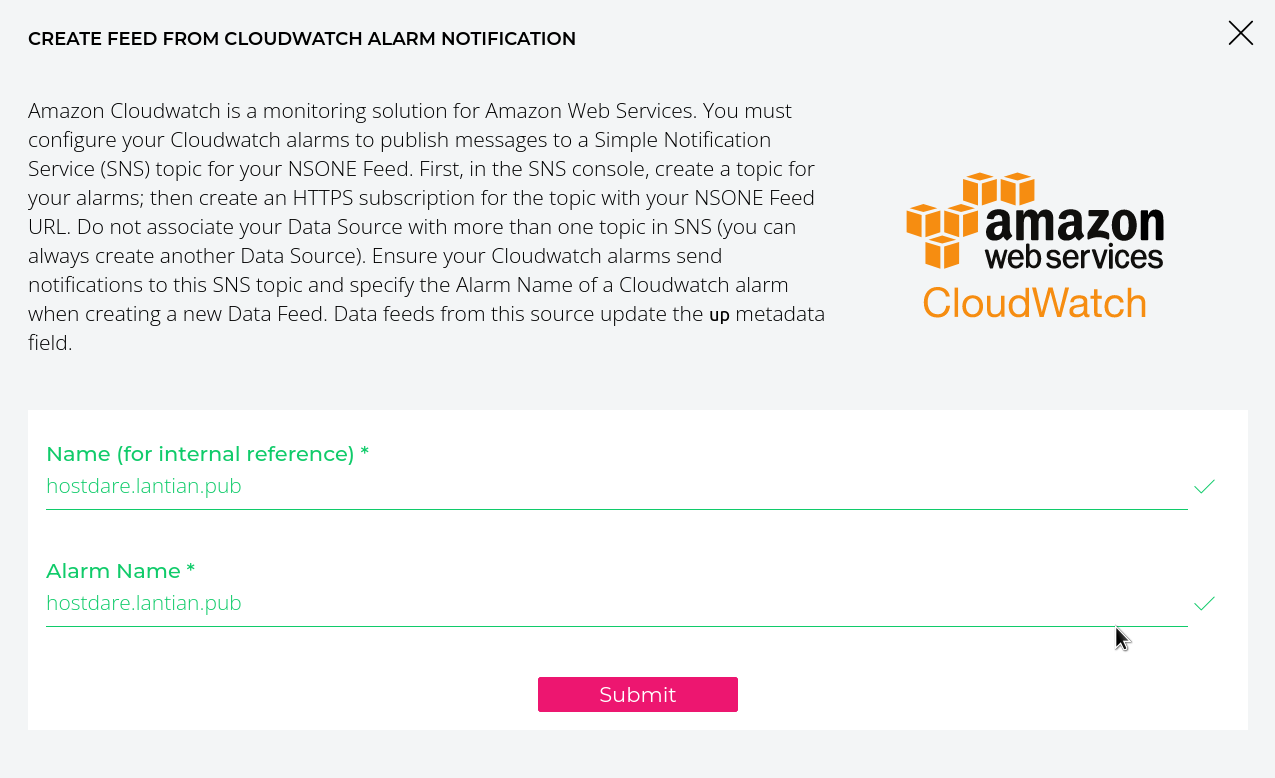 CREATE FEED FROM CLOUDWATCH ALARM NOTIFICATION
Amazon Cloudwatch is a monitoring solution for Amazon Web Services. You must
configure your Cloudwatch alarms to publish messages to a Simple Notification
Service (SNS) topic for your NSONE Feed. First, in the SNS console, create a topic for
your alarms; then create an HTTPS subscription for the topic with your NSONE Feed
URL. Do not associate your Data Source with more than one topic in SNS (you can
always create another Data Source). Ensure your Cloudwatch alarms send
notifications to this SNS topic and specify the Alarm Name of a Cloudwatch alarm
when creating a new Data Feed. Data feeds from this source update the up metadata
field.
amazon
web services
CloudWatch
Name (for internal reference) *
hostdare.lantian.pub
Alarm Name *
hostdare.lantian.pub
Submit